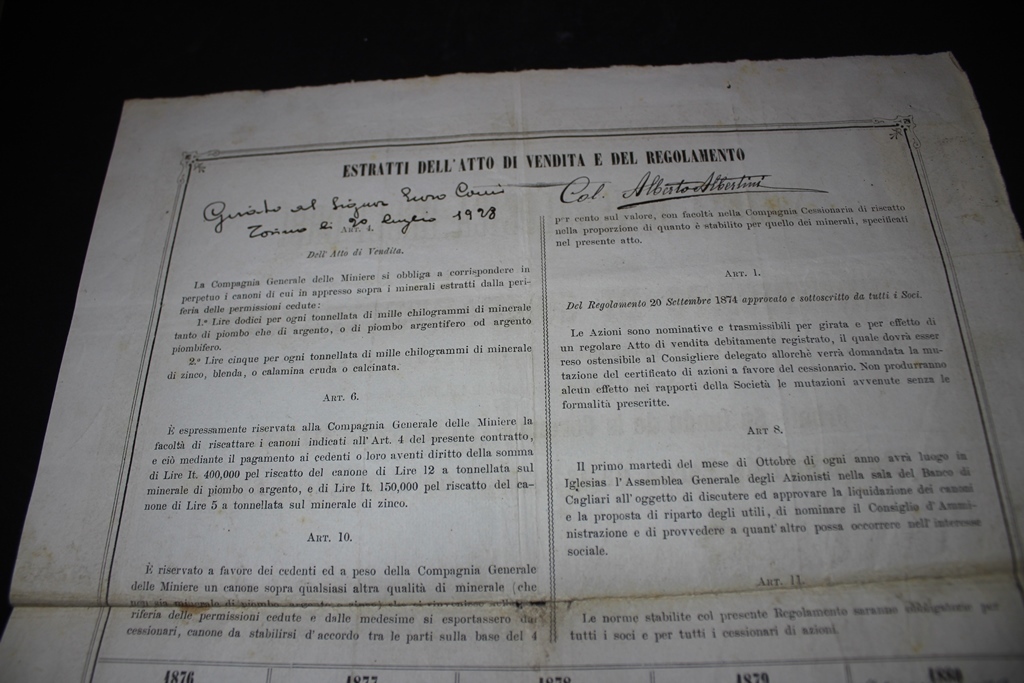 ESTRATTI DELL'ATTO DI VENDITA E DEL REGOLAMENTO
Girato al Signor
Torino li 20 luglio 1928
ART. 4.
Dell'Atto di Vendita.
La Compagnia Generale delle Miniere si obbliga a corrispondere in
perpetuo i canoni di cui in appresso sopra i minerali estratti dalla peri-
feria delle permissioni cedute:
1.º Lire dodici per ogni tonnellata di mille chilogrammi di minerale
tanto di piombo che di argento, o di piombo argentifero od argento
piombifero.
2.º Lire cinque per ogni tonnellata di mille chilogrammi di minerale
di zinco, blenda, o calamina cruda o calcinata.
ART. 6.
È espressamente riservata alla Compagnia Generale delle Miniere la
facoltà di riscattare i canoni indicati all'Art. 4 del presente contratto,
e ciò mediante il pagamento ai cedenti o loro aventi diritto della somma
di Lire It. 400,000 pel riscatto del canone di Lire 12 a tonnellata sul
minerale di piombo o argento, e di Lire It. 150,000 pel riscatto del ca-
none di Lire 5 a tonnellata sul minerale di zinco.
ART. 10.
È riservato a favore dei cedenti ed a peso della Compagnia Generale
delle Miniere un canone sopra qualsiasi altra qualità di minerale (che
non sia minerale di piombo, argento o zinco) che si
riferia delle permissioni cedute e dalle medesime si esportassero dai
cessionari, canone da stabilirsi d'accordo tra le parti sulla base del 4
Col. Alberto Albertini
per cento sul valore, con facoltà nella Compagnia Cessionaria di riscatto
nella proporzione di quanto è stabilito per quello dei minerali, specificati
nel presente atto.
ART. 1.
Del Regolamento 20 Settembre 1874 approvato e sottoscritto da tutti i Soci.
Le Azioni sono nominative e trasmissibili per girata e per effetto di
un regolare Atto di vendita debitamente registrato, il quale dovrà esser
reso ostensibile al Consigliere delegato allorchè verrà domandata la mu-
tazione del certificato di azioni a favore del cessionario. Non produrranno
alcun effetto nei rapporti della Società le mutazioni avvenute senza le
formalità prescritte.
ART 8.
Il primo martedì del mese di Ottobre di ogni anno avrà luogo in
Iglesias l'Assemblea Generale degli Azionisti nella sala del Banco di
Cagliari all'oggetto di discutere ed approvare la liquidazione dei canoni
e la proposta di riparto degli utili, di nominare il Consiglio d'Ammi-
nistrazione e di provvedere a quant'altro possa occorrere nell'interesse
sociale.
ART. 11.
Le norme stabilite col presente Regolamento saranno obbligatorie per
tutti i soci e per tutti i cessionari di azioni.
1876 1877 1878 1879 1880